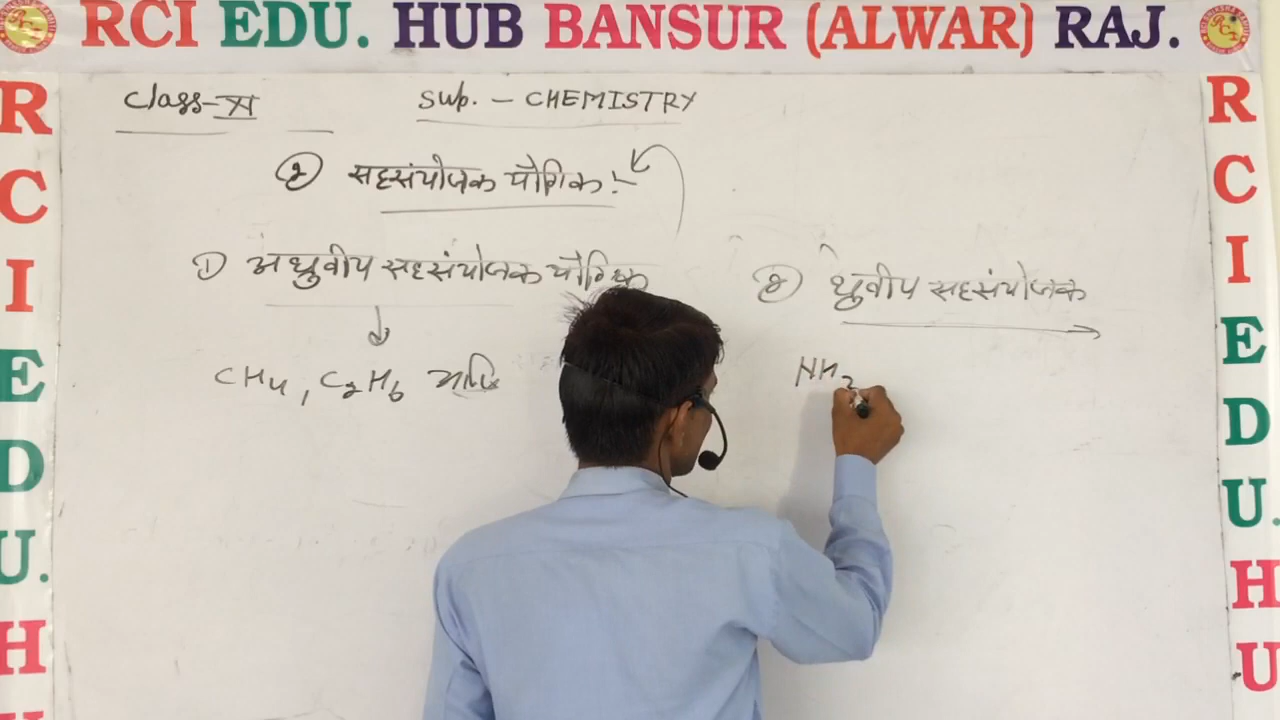 RCI EDU. HUB BANSUR (ALWAR) RAJ.
Class-XI Sub. - CHEMISTRY
(2) सहसंयोजक यौगिक :-
1) अध्रुवीय सहसंयोजक यौगिक
(2) ध्रुवीय सहसंयोजक
CH4, C2H6 आदि
NH2
R
C
I
E
D
U.
H
R
C
I
E
D
U.
H
U